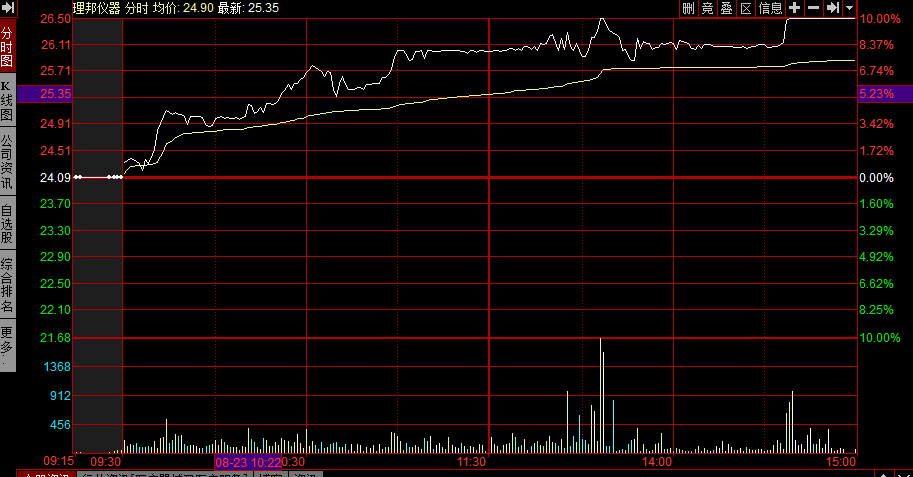 理邦仪器 分时 均价: 24.90 最新: 25.35
删 竞 叠 区 信息
分时图
K线图
公司资讯
自选股
综合排名
更多
26.50 10.00%
26.11 8.37%
25.71 6.74%
25.35 5.23%
24.91 3.42%
24.51 1.72%
24.09 0.00%
23.70 1.60%
23.30 3.29%
22.90 4.92%
22.50 6.62%
22.10 8.25%
21.68 10.00%
1368
912
456
09:15 09:30 08-23 10:22 0:30 11:30 14:00 15:00